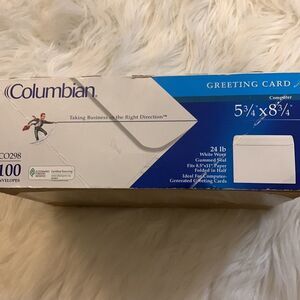 Columbian
Taking Business in the Right Direction™
CO298
100
ENVELOPES
GREETING CARD
Computer
5¾"x8¾"
24 lb
White Wove
Gummed Seal
Fits 8.5"x11" Paper
Folded in Half
Ideal For Computer-
Generated Greeting Cards